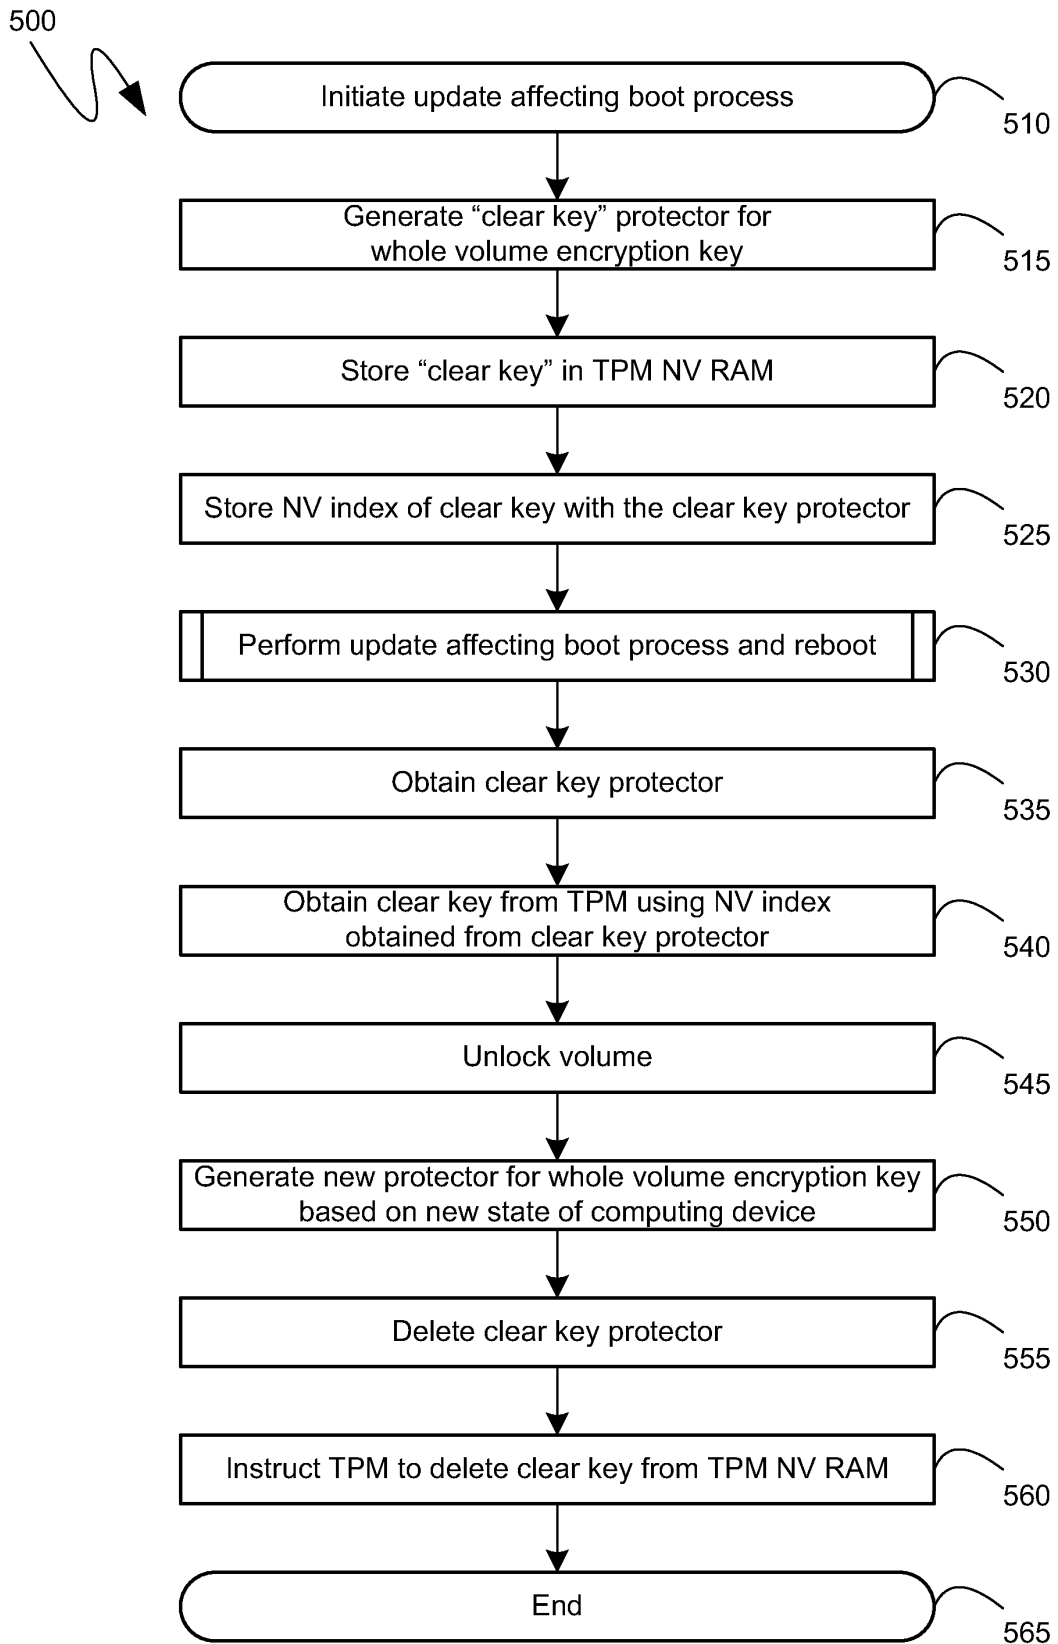 500
Initiate update affecting boot process
510
Generate “clear key” protector for
whole volume encryption key
515
Store “clear key” in TPM NV RAM
520
Store NV index of clear key with the clear key protector
525
Perform update affecting boot process and reboot
530
Obtain clear key protector
535
Obtain clear key from TPM using NV index
obtained from clear key protector
540
Unlock volume
545
Generate new protector for whole volume encryption key
based on new state of computing device
550
Delete clear key protector
555
Instruct TPM to delete clear key from TPM NV RAM
560
End
565